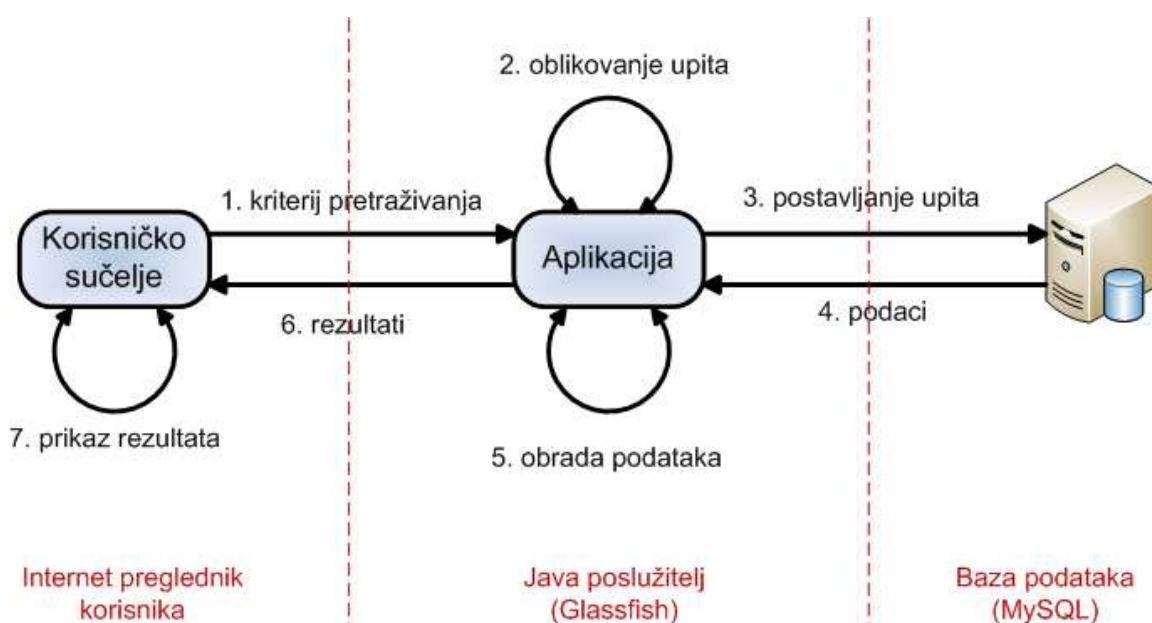 2. oblikovanje upita
1. kriterij pretraživanja
3. postavljanje upita
Korisničko
sučelje
Aplikacija
6. rezultati
4. podaci
7. prikaz rezultata
5. obrada podataka
Internet preglednik
korisnika
Java poslužitelj
(Glassfish)
Baza podataka
(MySQL)